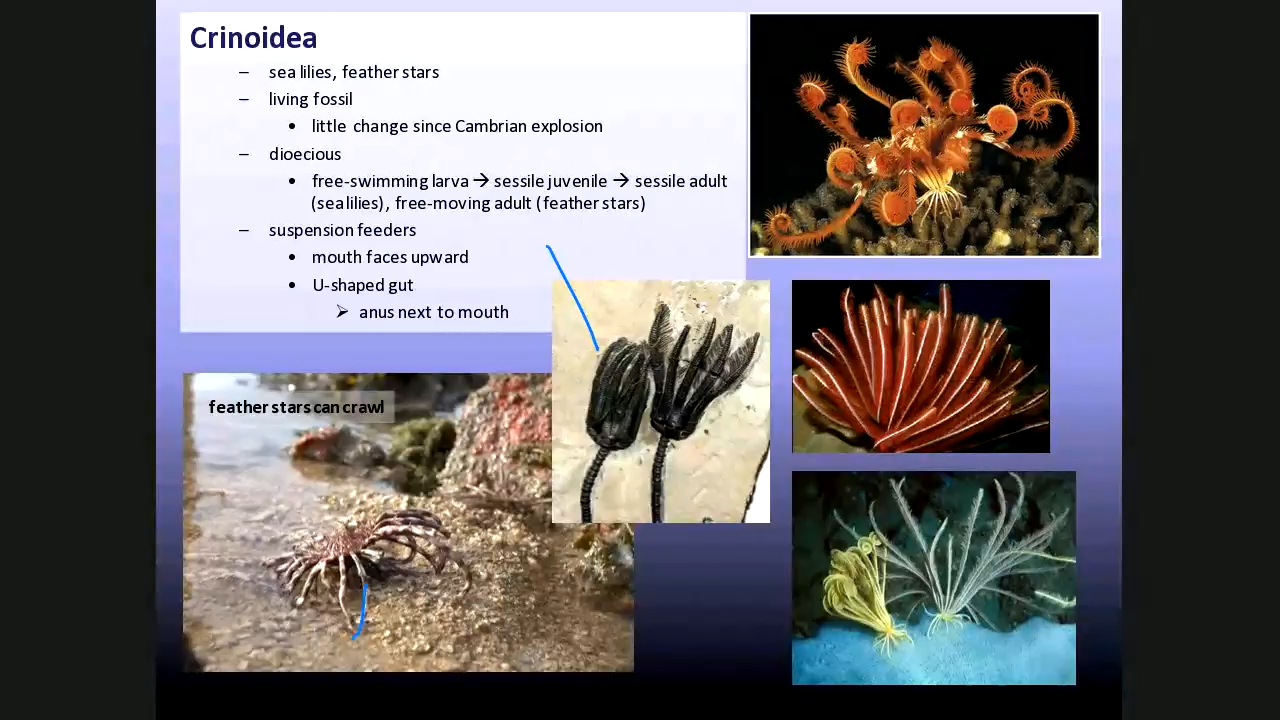 Crinoidea
– sea lilies, feather stars
– living fossil
• little change since Cambrian explosion
– dioecious
• free-swimming larva → sessile juvenile → sessile adult
(sea lilies), free-moving adult (feather stars)
– suspension feeders
• mouth faces upward
• U-shaped gut
➢ anus next to mouth
feather stars can crawl